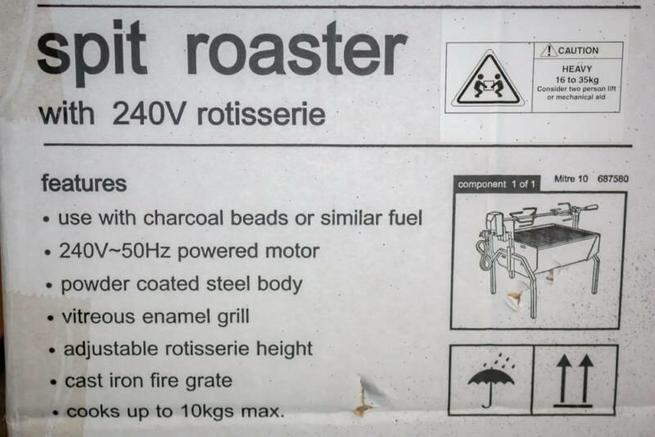 spit roaster
with 240V rotisserie
CAUTION
HEAVY
16 to 35kg
Consider two person lift
or mechanical aid
features
• use with charcoal beads or similar fuel
• 240V~50Hz powered motor
• powder coated steel body
• vitreous enamel grill
• adjustable rotisserie height
• cast iron fire grate
• cooks up to 10kgs max.
component 1 of 1
Mitre 10 687580